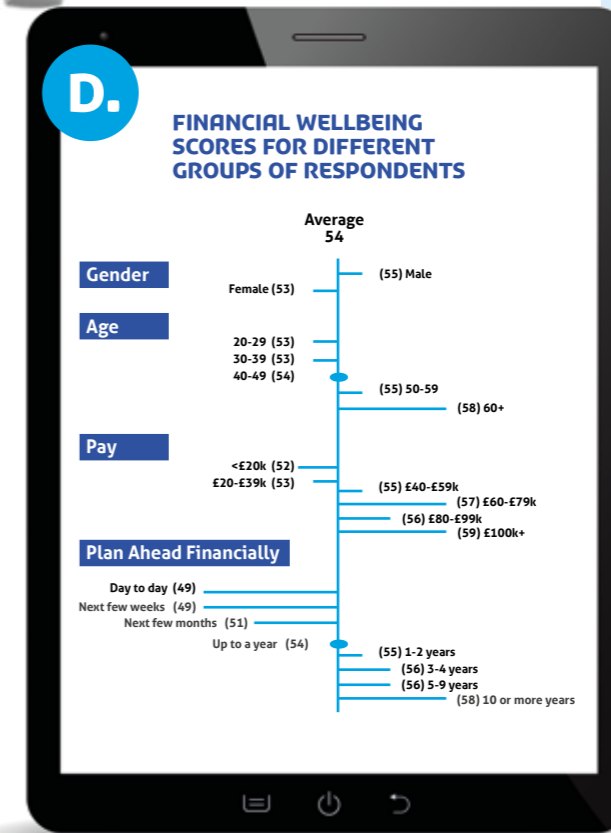 D.
FINANCIAL WELLBEING
SCORES FOR DIFFERENT
GROUPS OF RESPONDENTS
Average
54
Gender
(55) Male
Female (53)
Age
20-29 (53)
30-39 (53)
40-49 (54)
(55) 50-59
(58) 60+
Pay
<£20k (52)
£20-£39k (53)
(55) £40-£59k
(57) £60-£79k
(56) £80-£99k
(59) £100k+
Plan Ahead Financially
Day to day (49)
Next few weeks (49)
Next few months (51)
Up to a year (54)
(55) 1-2 years
(56) 3-4 years
(56) 5-9 years
(58) 10 or more years